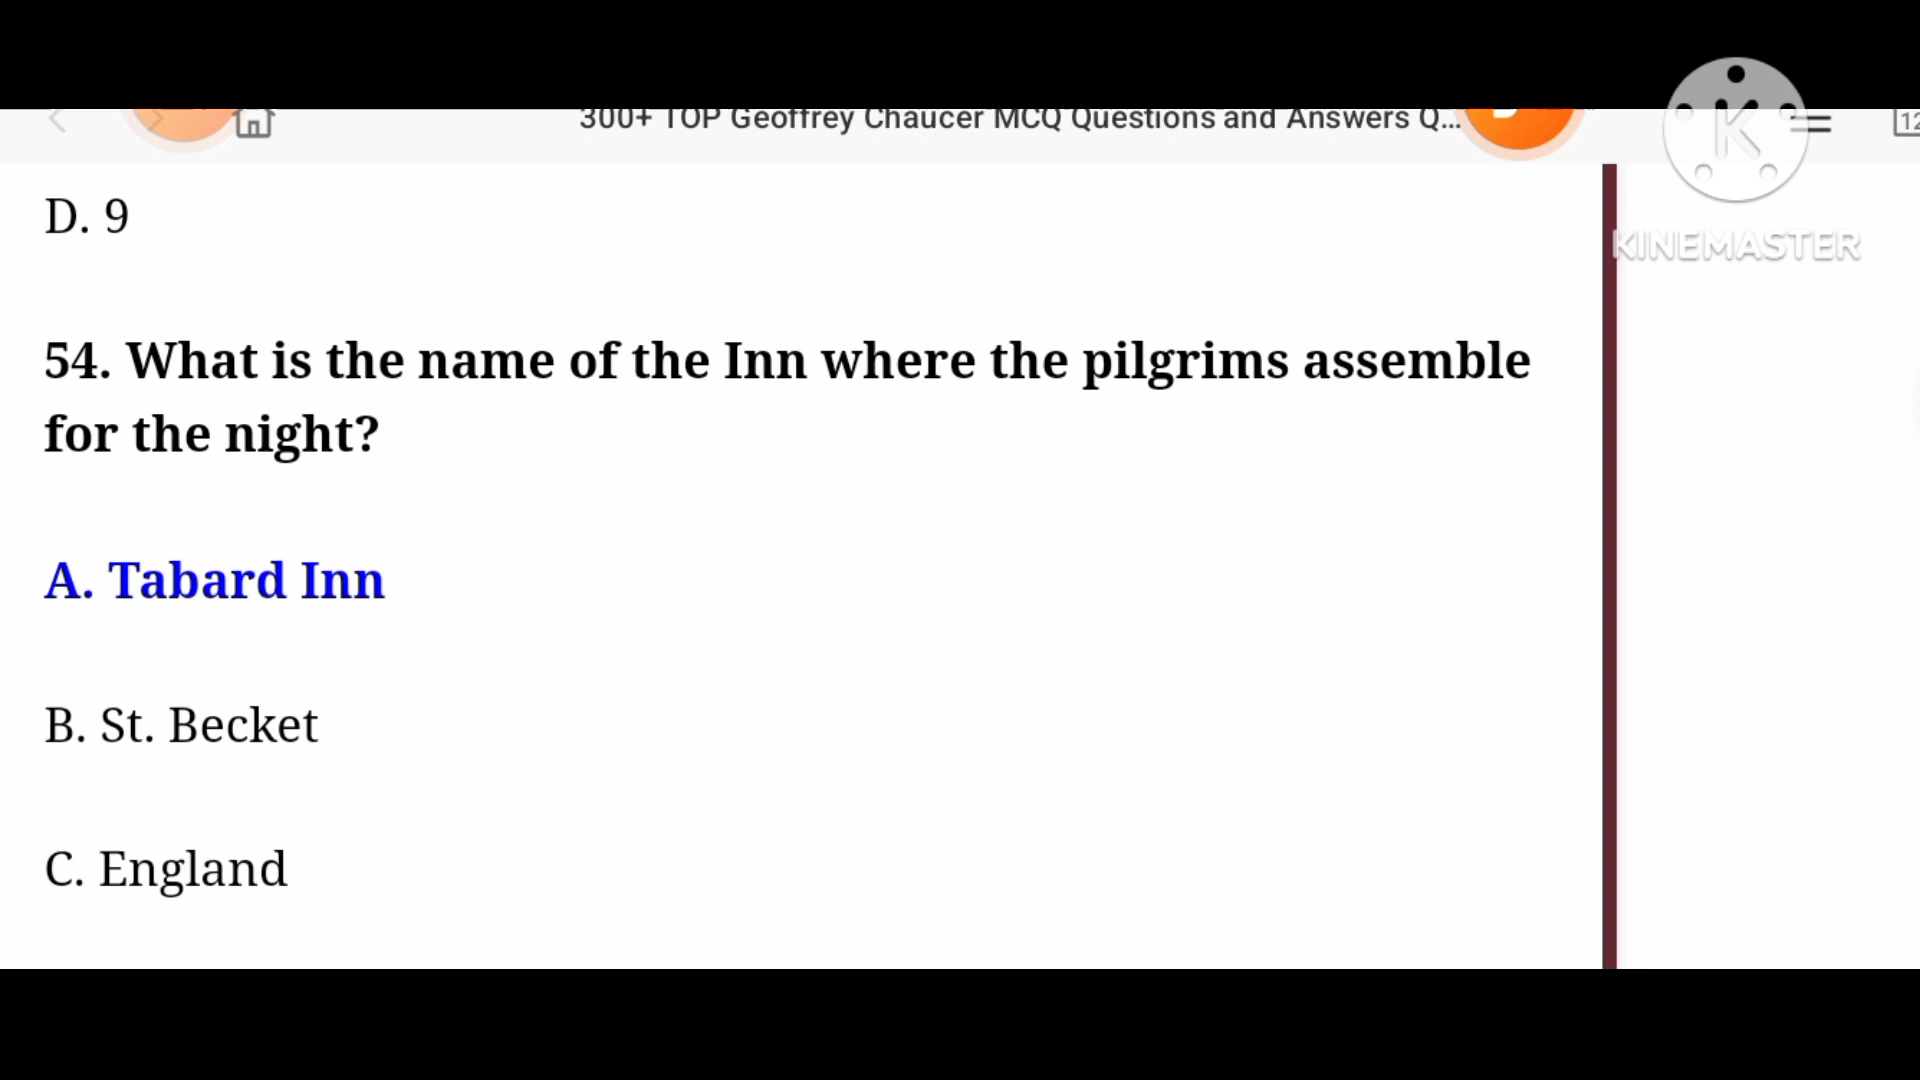 300+ TOP Geoffrey Chaucer MCQ Questions and Answers Q...
12
KINEMASTER
D. 9
54. What is the name of the Inn where the pilgrims assemble
for the night?
A. Tabard Inn
B. St. Becket
C. England